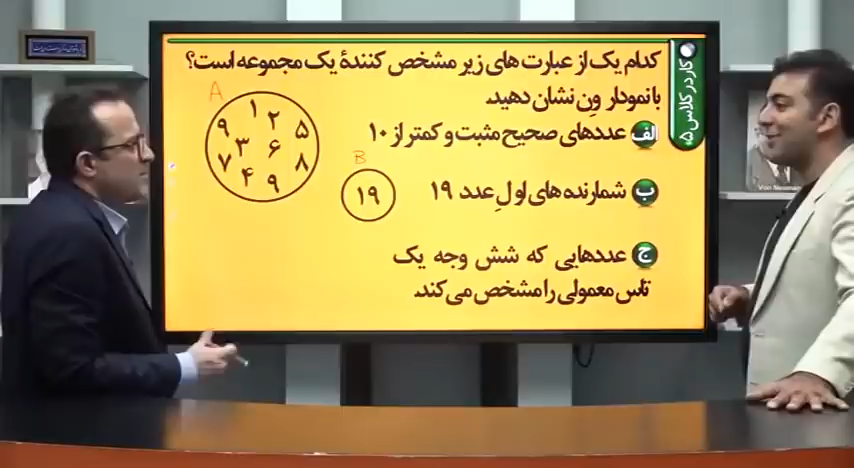 کار در کلاس ۵
کدام یک از عبارت های زیر مشخص کنندهٔ یک مجموعه است؟
با نمودار وِن نشان دهید.
الف عددهای صحیح مثبت و کمتر از ۱۰
A
۱ ۲ ۵
۹ ۳ ۶
۷ ۴ ۹ ۸
ب شمارنده‌های اولِ عدد ۱۹
B
۱۹
ج عددهایی که شش وجه یک
تاس معمولی را مشخص می‌کند.
Von Neumann